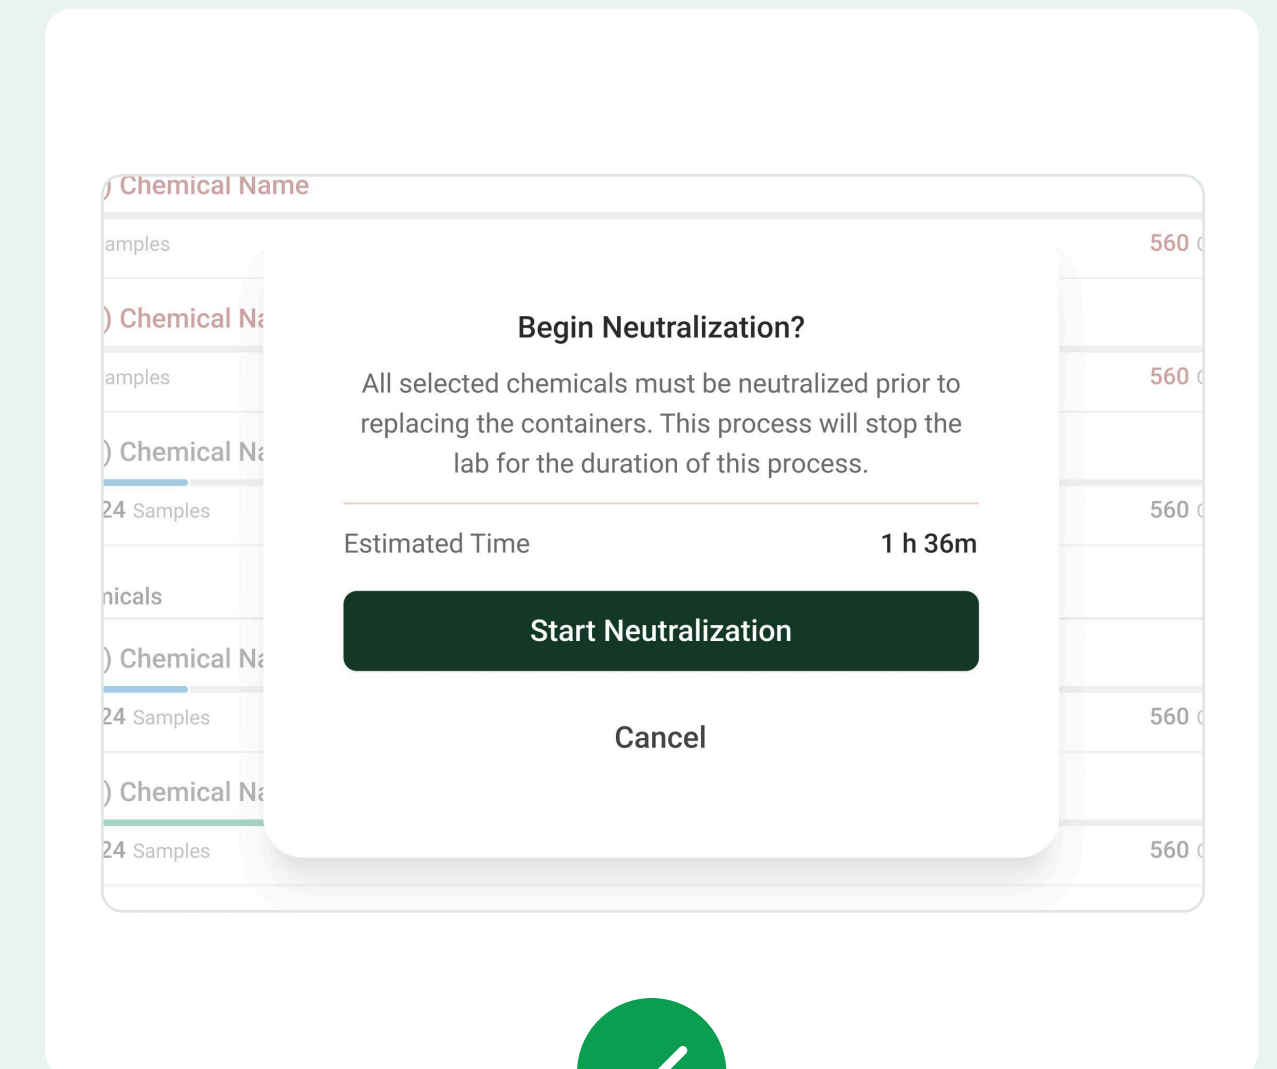 ) Chemical Name
amples
560
) Chemical Na
amples
560
Begin Neutralization?
All selected chemicals must be neutralized prior to
replacing the containers. This process will stop the
lab for the duration of this process.
) Chemical Na
24 Samples
560
Estimated Time
1 h 36m
micals
Start Neutralization
) Chemical Na
24 Samples
560
Cancel
) Chemical Na
24 Samples
560